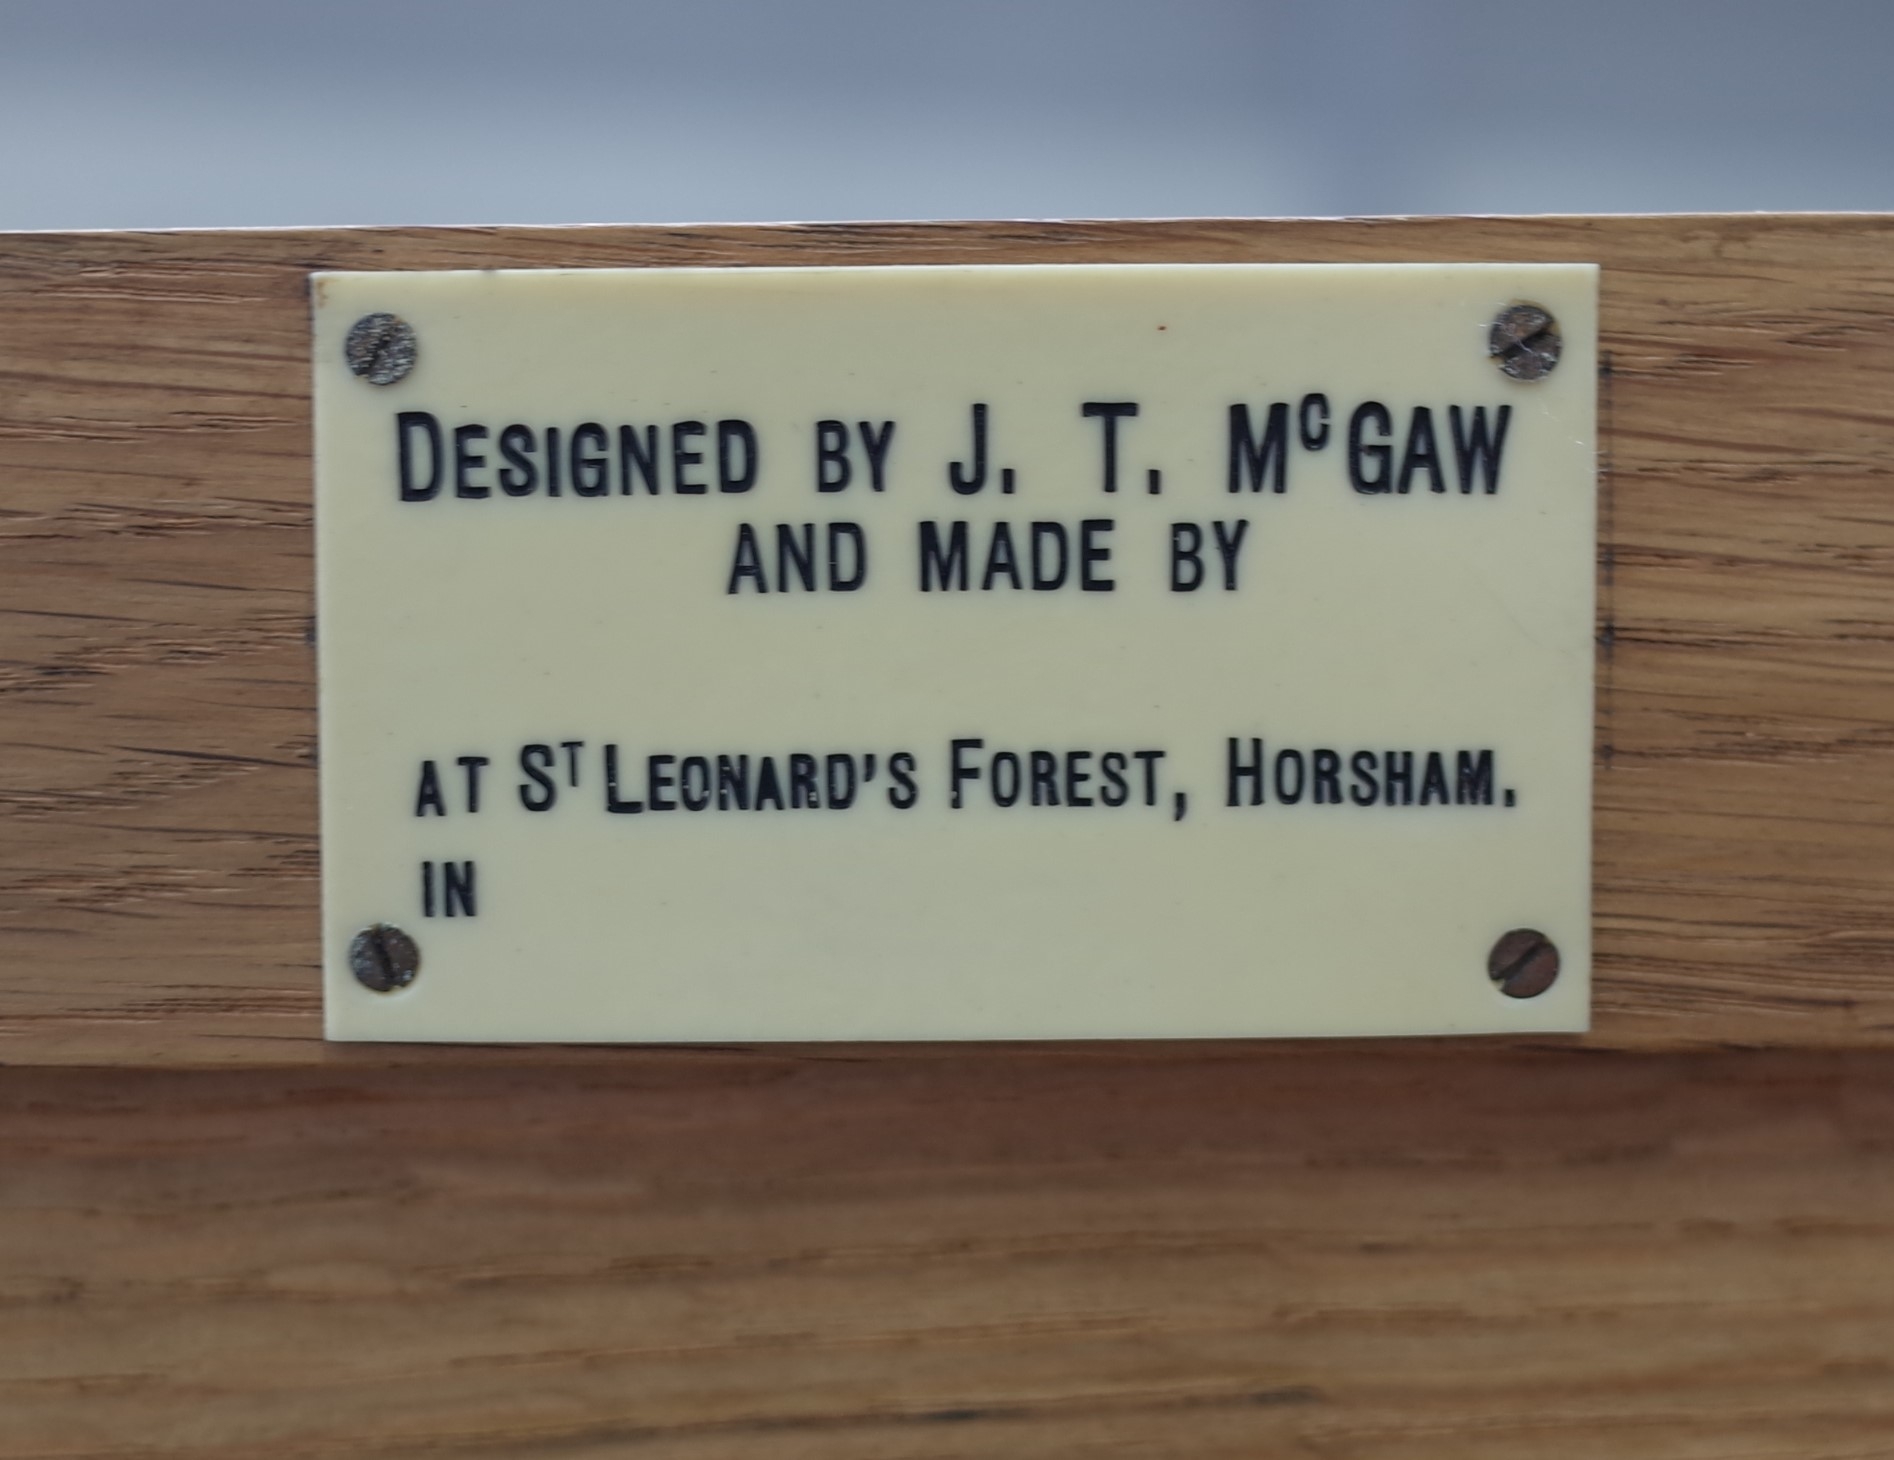 DESIGNED BY J. T. McGAW
AND MADE BY
AT ST LEONARD'S FOREST, HORSHAM.
IN